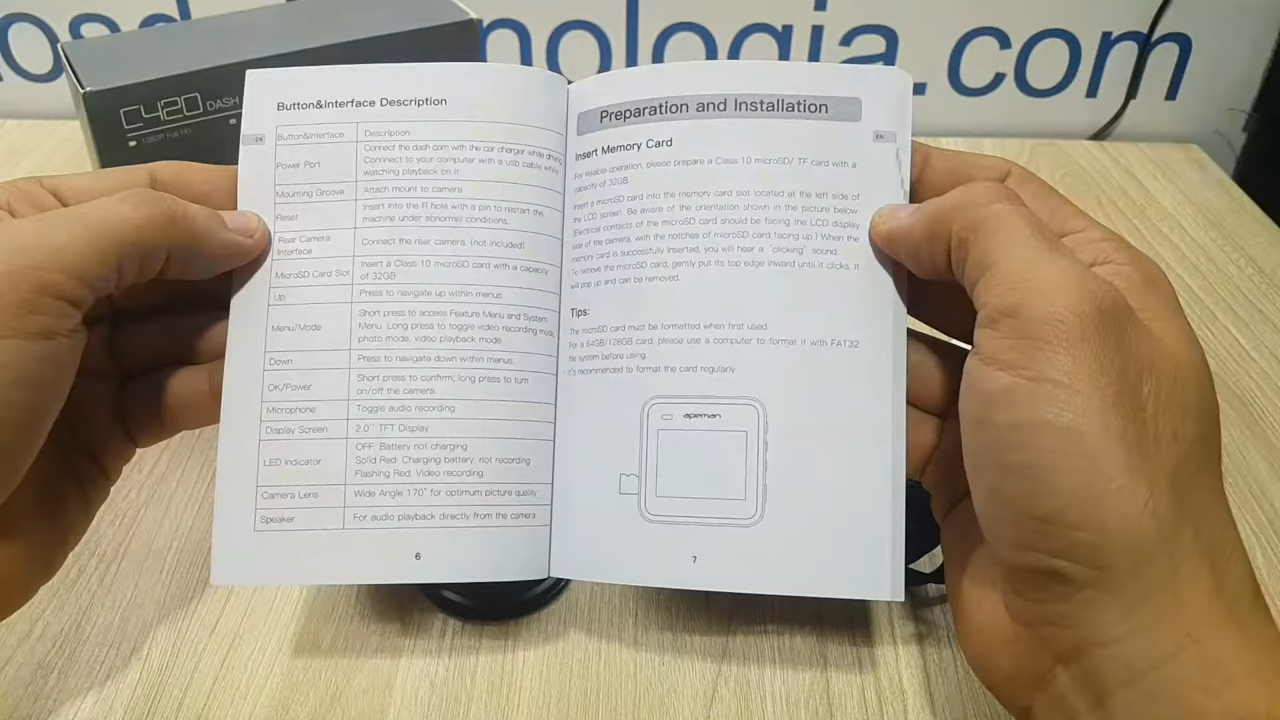 nologia.com
C420 DASH
1080P Full HD
Button&Interface Description
EN
Button&Interface Description
Power Port Connect the dash cam with the car charger while driving
Connnect to your computer with a usb cable while
watching playback on it
Mounting Groove Attach mount to camera
Reset Insert into the R hole with a pin to restart the
machine under abnormal conditions.
Rear Camera
Interface Connect the rear camera. (not included)
MicroSD Card Slot Insert a Class 10 microSD card with a capacity
of 32GB
Up Press to navigate up within menus
Menu/Mode Short press to access Feature Menu and System
Menu. Long press to toggle video recording mode,
photo mode, video playback mode.
Down Press to navigate down within menus
OK/Power Short press to confirm, long press to turn
on/off the camera.
Microphone Toggle audio recording
Display Screen 2.0'' TFT Display
LED Indicator OFF: Battery not charging
Solid Red: Charging battery, not recording
Flashing Red: Video recording
Camera Lens Wide Angle 170° for optimum picture quality
Speaker For audio playback directly from the camera
6
Preparation and Installation
EN
Insert Memory Card
For reliable operation, please prepare a Class 10 microSD/ TF card with a
capacity of 32GB.
Insert a microSD card into the memory card slot located at the left side of
the LCD screen. Be aware of the orientation shown in the picture below
(Electrical contacts of the microSD card should be facing the LCD display
side of the camera, with the notches of microSD card facing up.) When the
memory card is successfully inserted, you will hear a 'clicking' sound.
To remove the microSD card, gently put its top edge inward until it clicks. It
will pop up and can be removed.
Tips:
The microSD card must be formatted when first used.
For a 64GB/128GB card, please use a computer to format it with FAT32
file system before using.
· It's recommended to format the card regularly.
apeman
7